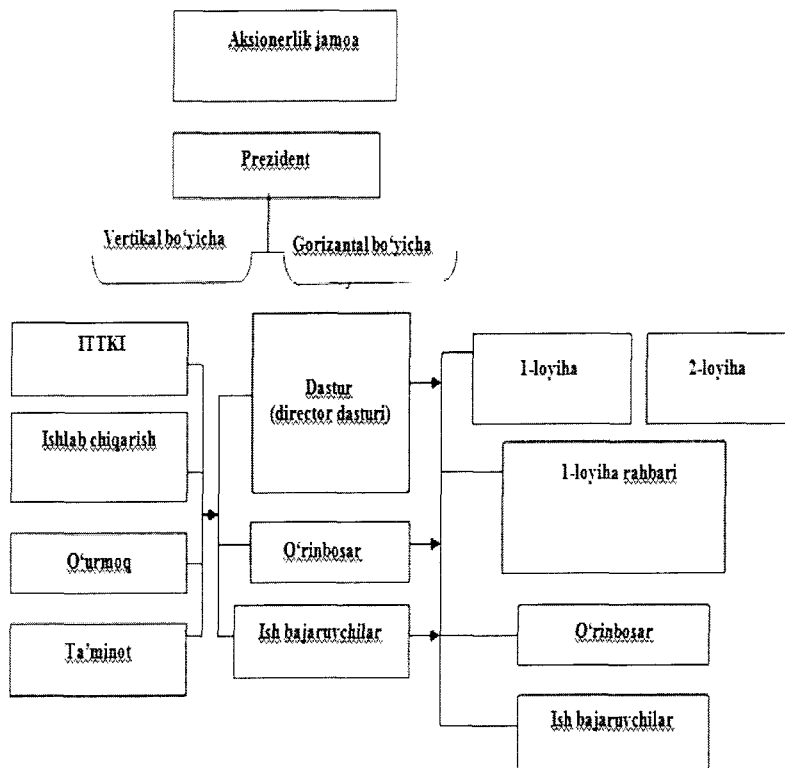 Aksionerlik jamoa
Prezident
Vertikal bo‘yicha
Gorizantal bo‘yicha
ITTKI
Ishlab chiqarish
O‘urmoq
Ta’minot
Dastur
(director dasturi)
O‘rinbosar
Ish bajaruvchilar
1-loyiha
2-loyiha
1-loyiha rahbari
O‘rinbosar
Ish bajaruvchilar